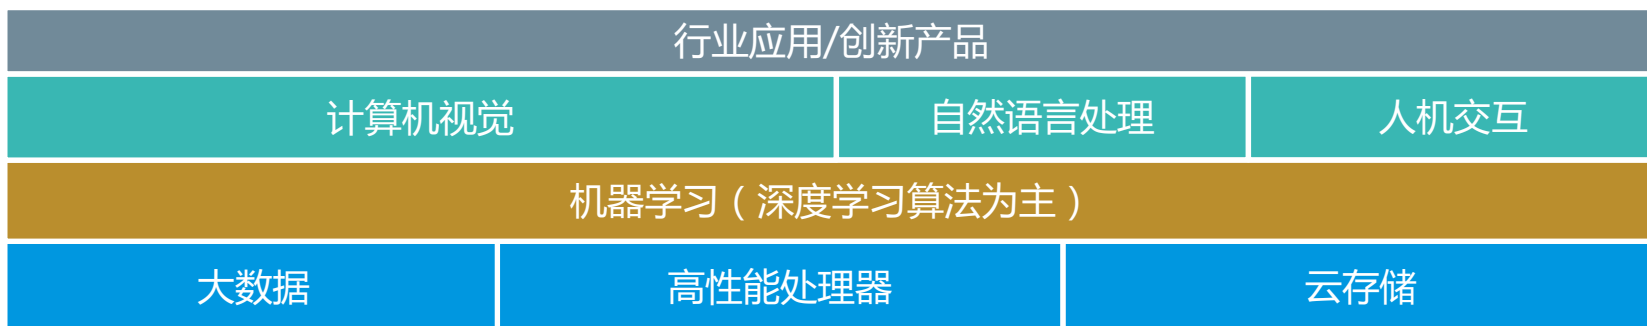 行业应用/创新产品
计算机视觉
自然语言处理
人机交互
机器学习（深度学习算法为主）
大数据
高性能处理器
云存储